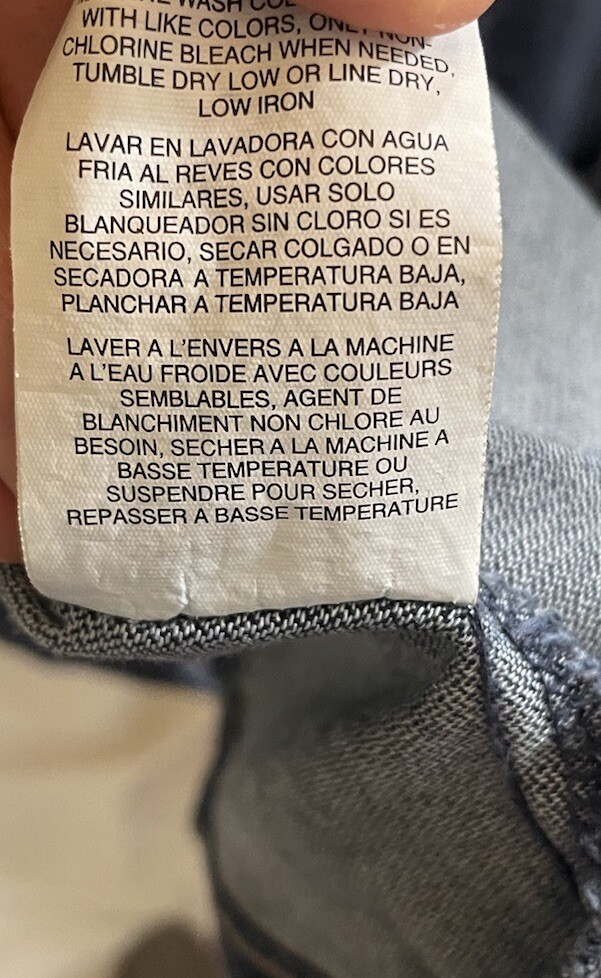 WASH
WITH LIKE COLORS, ONLY NON-
CHLORINE BLEACH WHEN NEEDED,
TUMBLE DRY LOW OR LINE DRY,
LOW IRON
LAVAR EN LAVADORA CON AGUA
FRIA AL REVES CON COLORES
SIMILARES, USAR SOLO
BLANQUEADOR SIN CLORO SI ES
NECESARIO, SECAR COLGADO O EN
SECADORA A TEMPERATURA BAJA,
PLANCHAR A TEMPERATURA BAJA
LAVER A L'ENVERS A LA MACHINE
A L'EAU FROIDE AVEC COULEURS
SEMBLABLES, AGENT DE
BLANCHIMENT NON CHLORE AU
BESOIN, SECHER A LA MACHINE A
BASSE TEMPERATURE OU
SUSPENDRE POUR SECHER,
REPASSER A BASSE TEMPERATURE